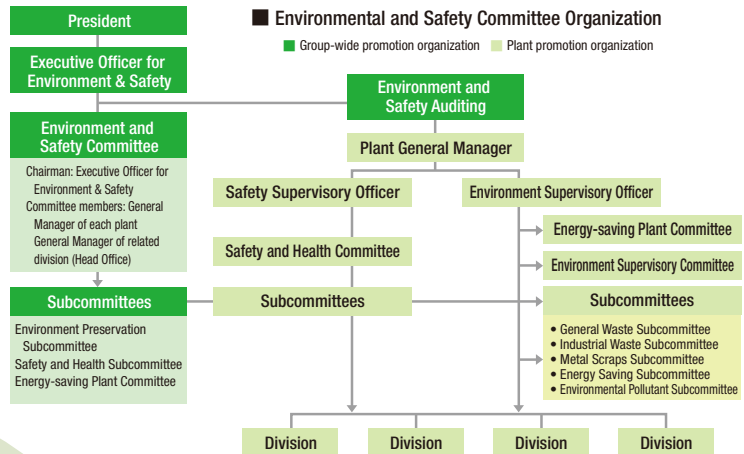 ■ Environmental and Safety Committee Organization
■ Group-wide promotion organization ■ Plant promotion organization
President
Executive Officer for
Environment & Safety
Environment and
Safety Committee
Chairman: Executive Officer for
Environment & Safety
Committee members: General
Manager of each plant
General Manager of related
division (Head Office)
Subcommittees
Environment Preservation
Subcommittee
Safety and Health Subcommittee
Energy-saving Plant Committee
Environment and
Safety Auditing
Plant General Manager
Safety Supervisory Officer
Safety and Health Committee
Subcommittees
Environment Supervisory Officer
Energy-saving Plant Committee
Environment Supervisory Committee
Subcommittees
• General Waste Subcommittee
• Industrial Waste Subcommittee
• Metal Scraps Subcommittee
• Energy Saving Subcommittee
• Environmental Pollutant Subcommittee
Division
Division
Division
Division